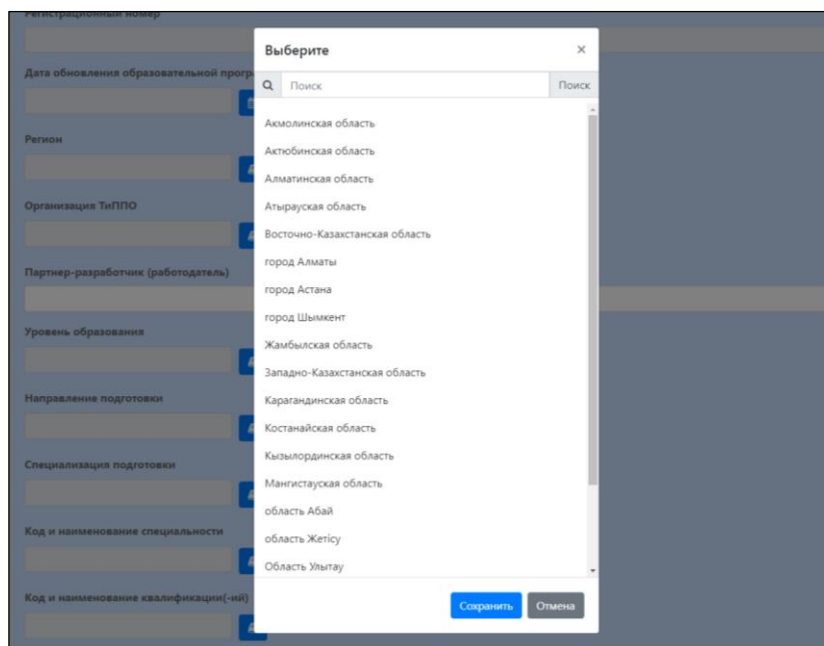 Регистрационный номер
Выберите
×
Дата обновления образовательной прогр
Поиск
Поиск
Акмолинская область
Регион
Актюбинская область
Алматинская область
Организация ТиППО
Атырауская область
Восточно-Казахстанская область
город Алматы
Партнер-разработчик (работодатель)
город Астана
город Шымкент
Уровень образования
Жамбылская область
Западно-Казахстанская область
Направление подготовки
Карагандинская область
Костанайская область
Кызылординская область
Специализация подготовки
Мангистауская область
область Абай
Код и наименование специальности
область Жетісу
Область Улытау
Код и наименование квалификации(-ий)
Сохранить
Отмена